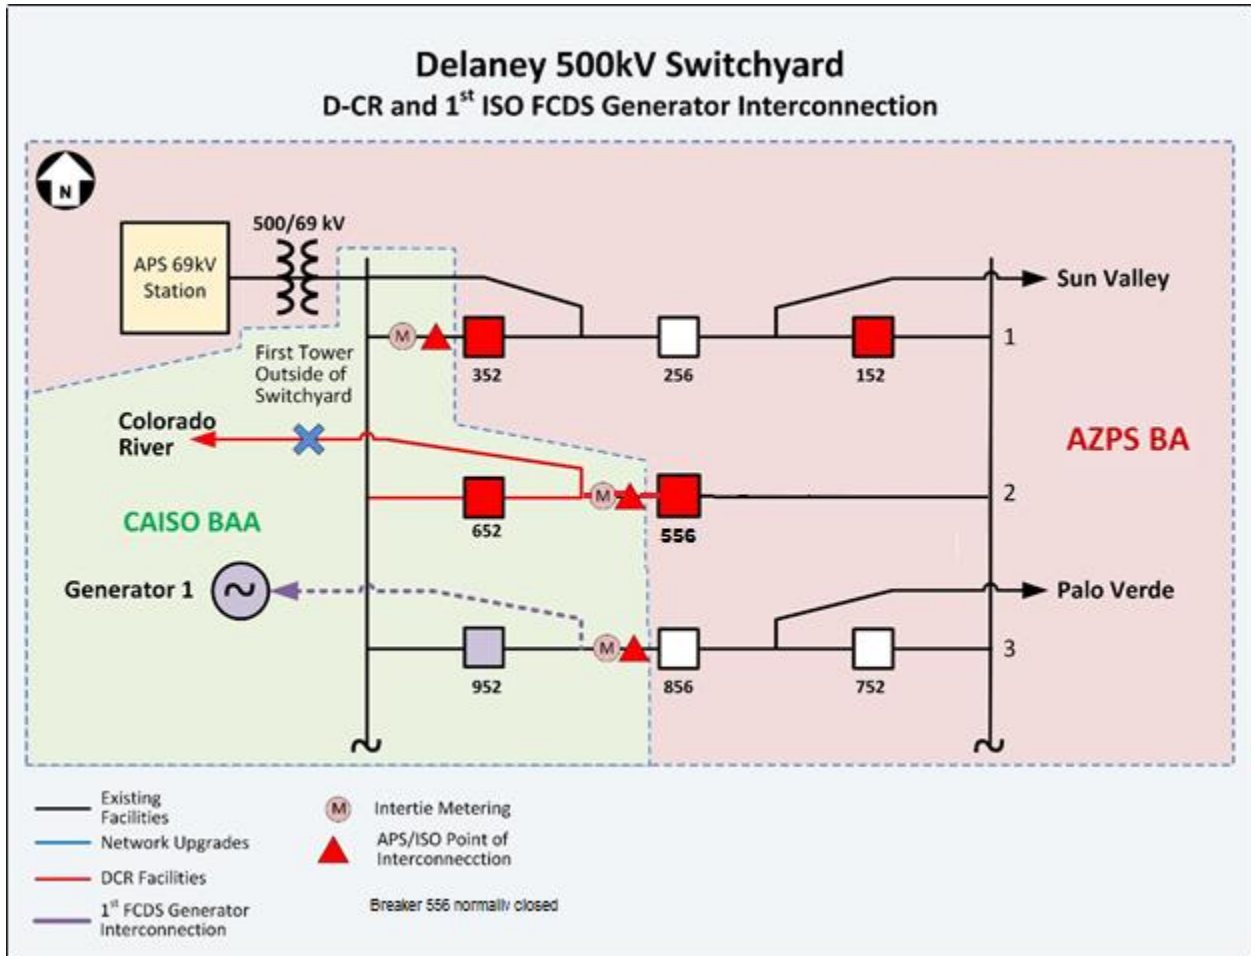 Delaney 500kV Switchyard
D-CR and 1st ISO FCDS Generator Interconnection
N
500/69 kV
APS 69kV
Station
Sun Valley
M
1
352
256
152
First Tower
Outside of
Switchyard
Colorado
River
AZPS BA
M
2
CAISO BAA
652
556
Generator 1
Palo Verde
M
3
952
856
752
Existing
Facilities
Network Upgrades
DCR Facilities
1st FCDS Generator
Interconnection
M
Intertie Metering
APS/ISO Point of
Interconnecction
Breaker 556 normally closed